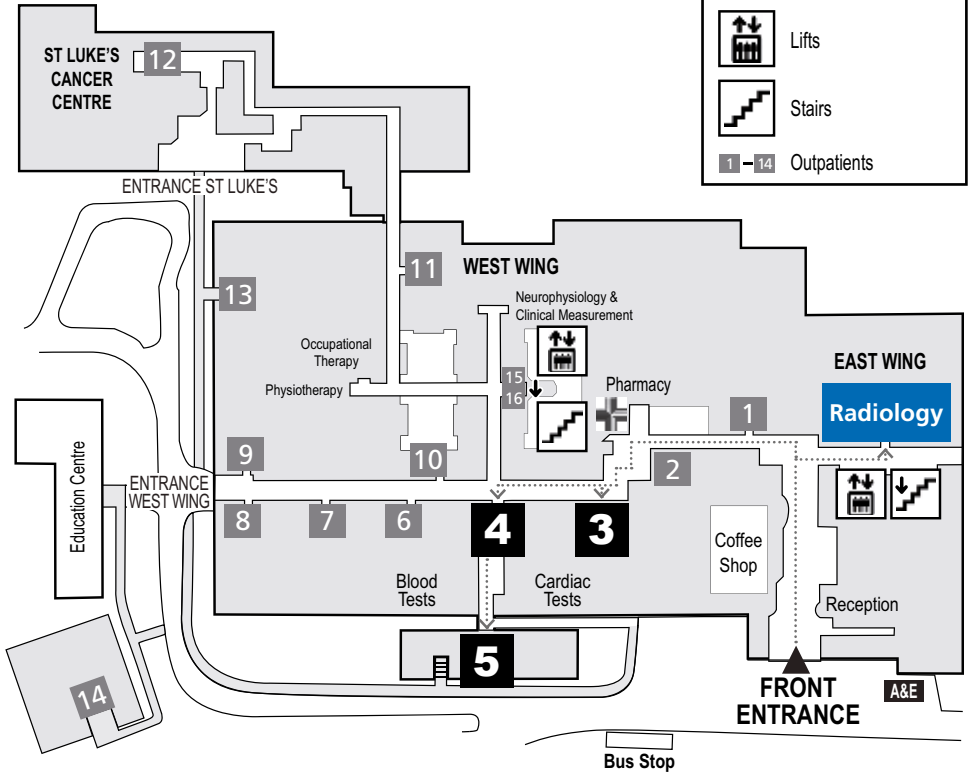 Lifts
Stairs
1 – 14 Outpatients
ST LUKE'S
CANCER
CENTRE
12
ENTRANCE ST LUKE'S
11
WEST WING
13
Neurophysiology &
Clinical Measurement
Occupational
Therapy
Physiotherapy
15
16
Pharmacy
EAST WING
Radiology
1
2
9
10
ENTRANCE
WEST WING
Education Centre
8
7
6
4
3
Coffee
Shop
Blood
Tests
Cardiac
Tests
Reception
5
14
FRONT
ENTRANCE
A&E
Bus Stop